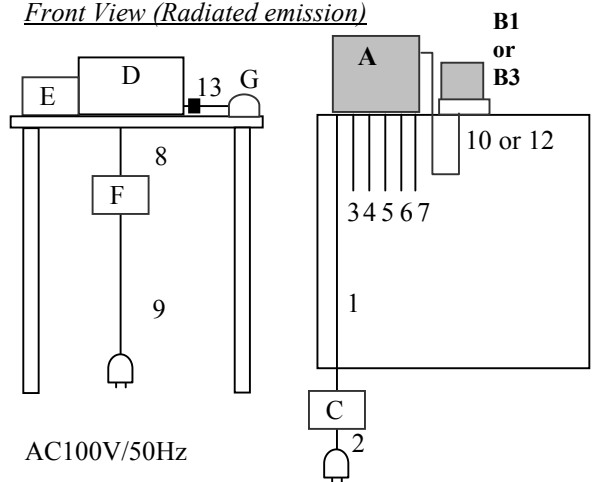 Front View (Radiated emission)
B1
or
B3
A
D
13
G
E
10 or 12
8
F
3 4 5 6 7
9
1
C
2
AC100V/50Hz